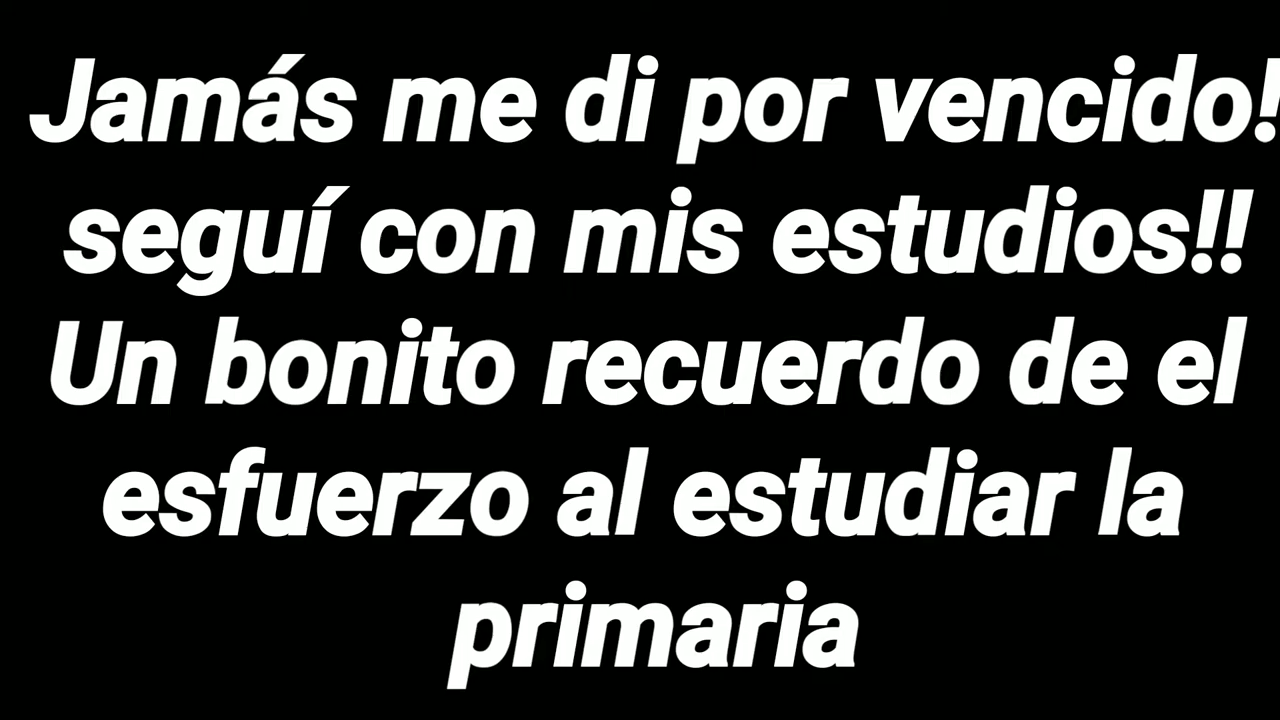 Jamás me di por vencido!
seguí con mis estudios!!
Un bonito recuerdo de el
esfuerzo al estudiar la
primaria